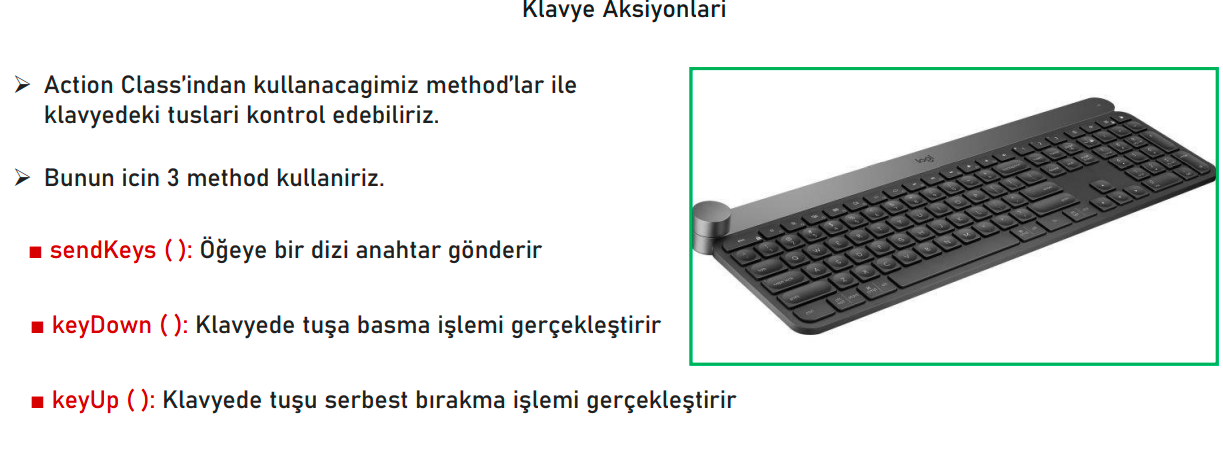 Klavye Aksiyonlari
➢ Action Class'indan kullanacagimiz method'lar ile
klavyedeki tuslari kontrol edebiliriz.
➢ Bunun icin 3 method kullaniriz.
■ sendKeys ( ): Öğeye bir dizi anahtar gönderir
■ keyDown ( ): Klavyede tuşa basma işlemi gerçekleştirir
■ keyUp ( ): Klavyede tuşu serbest bırakma işlemi gerçekleştirir
logi